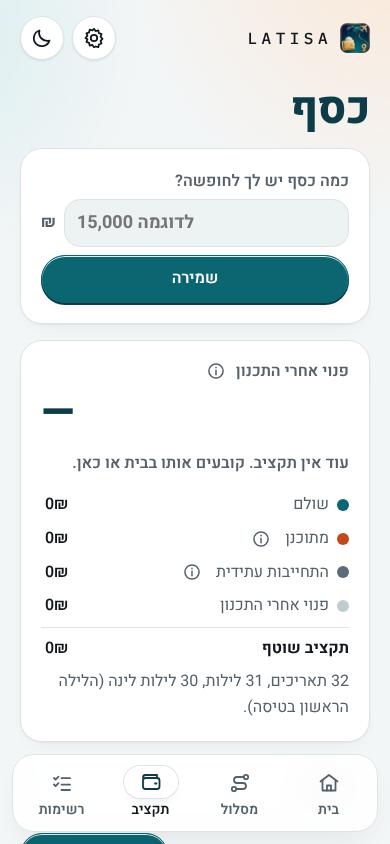 LATISA
כסף
כמה כסף יש לך לחופשה?
לדוגמה 15,000
₪
שמירה
פנוי אחרי התכנון
—
עוד אין תקציב. קובעים אותו בבית או כאן.
שולם
0₪
מתוכנן
0₪
התחייבות עתידית
0₪
פנוי אחרי התכנון
0₪
תקציב שוטף
0₪
32 תאריכים, 31 לילות, 30 לילות לינה (הלילה
הראשון בטיסה).
בית
מסלול
תקציב
רשימות